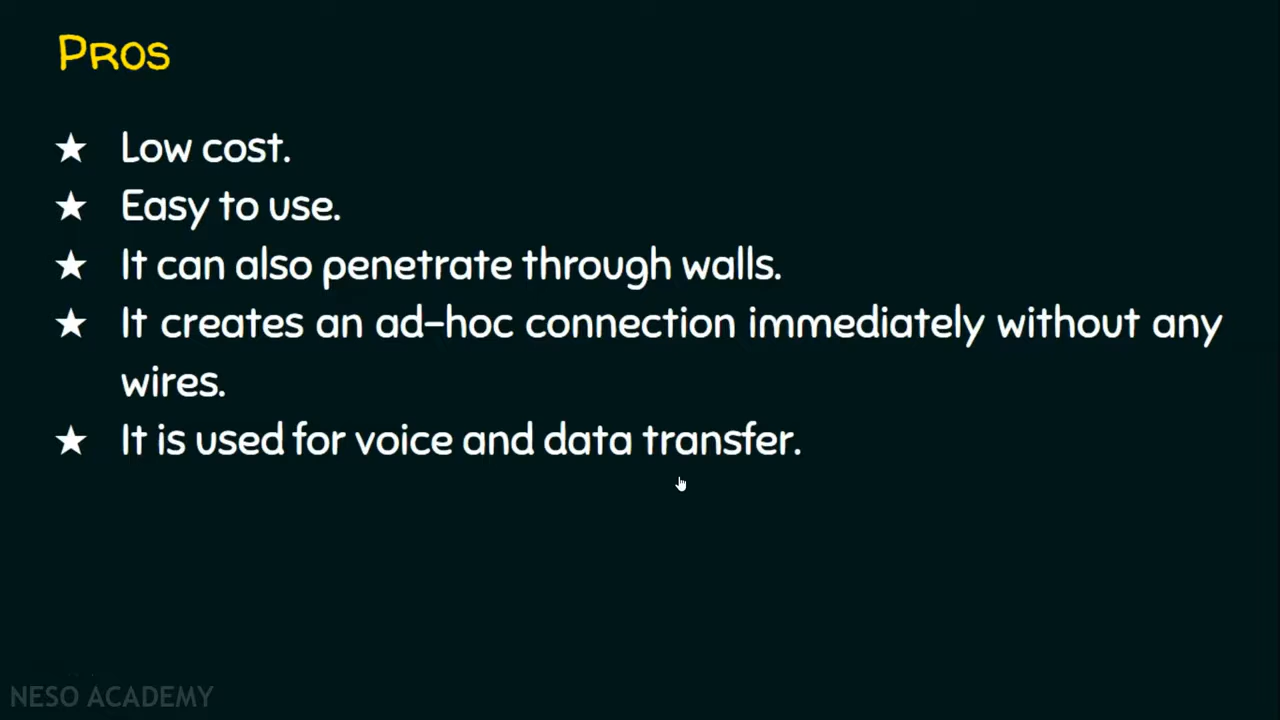 PROS
★ Low cost.
★ Easy to use.
★ It can also penetrate through walls.
★ It creates an ad-hoc connection immediately without any
wires.
★ It is used for voice and data transfer.
NESO ACADEMY